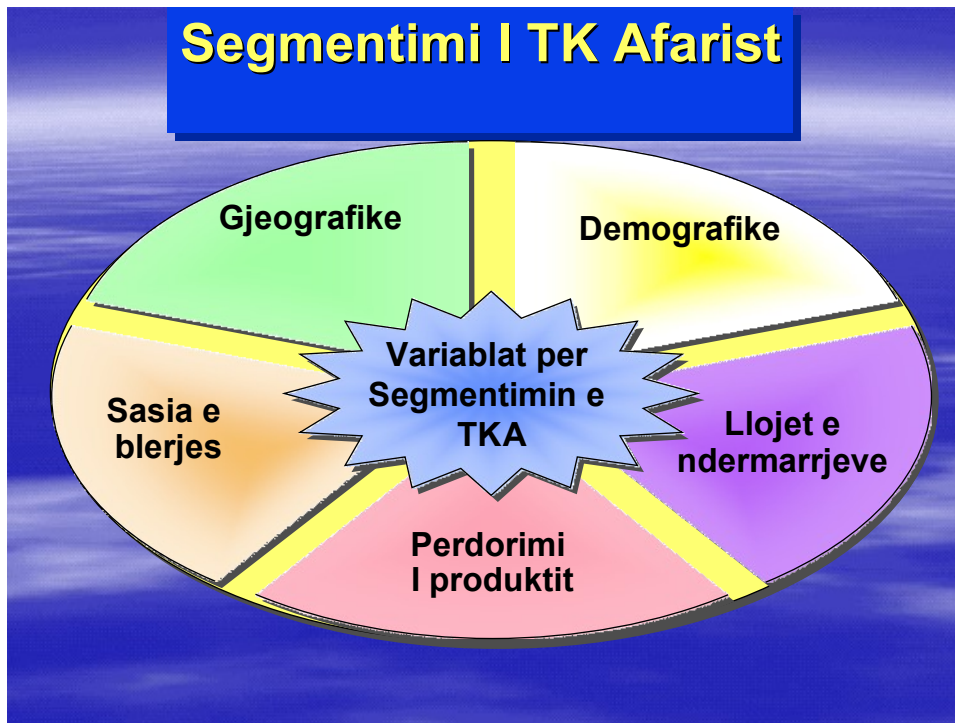 Segmentimi I TK Afarist
Gjeografike
Demografike
Variablat per
Segmentimin e
TKA
Sasia e
blerjes
Llojet e
ndermarrjeve
Perdorimi
I produktit